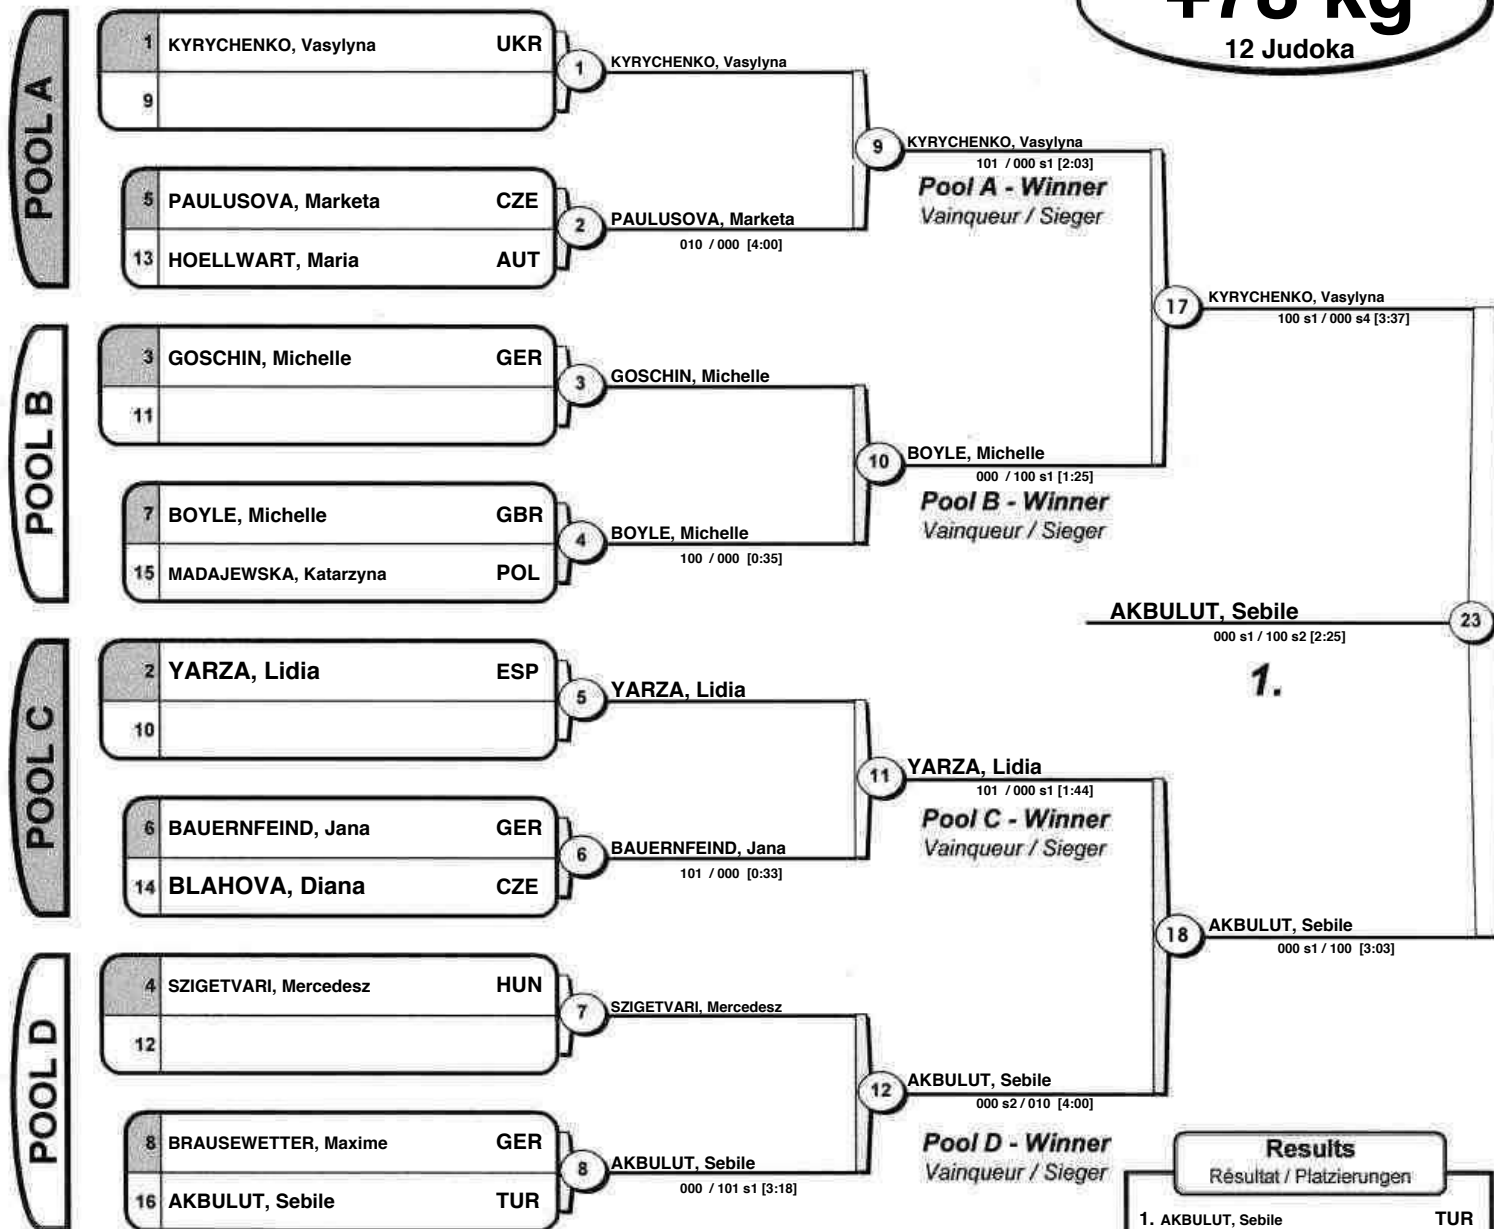 +78 kg
12 Judoka
POOL A
1 KYRYCHENKO, Vasylyna UKR
9
5 PAULUSOVA, Marketa CZE
13 HOELLWART, Maria AUT
1 KYRYCHENKO, Vasylyna
2 PAULUSOVA, Marketa
010 / 000 [4:00]
9 KYRYCHENKO, Vasylyna
101 / 000 s1 [2:03]
Pool A - Winner
Vainqueur / Sieger
POOL B
3 GOSCHIN, Michelle GER
11
7 BOYLE, Michelle GBR
15 MADAJEWSKA, Katarzyna POL
3 GOSCHIN, Michelle
4 BOYLE, Michelle
100 / 000 [0:35]
10 BOYLE, Michelle
000 / 100 s1 [1:25]
Pool B - Winner
Vainqueur / Sieger
17 KYRYCHENKO, Vasylyna
100 s1 / 000 s4 [3:37]
AKBULUT, Sebile 23
000 s1 / 100 s2 [2:25]
1.
POOL C
2 YARZA, Lidia ESP
10
6 BAUERNFEIND, Jana GER
14 BLAHOVA, Diana CZE
5 YARZA, Lidia
6 BAUERNFEIND, Jana
101 / 000 [0:33]
11 YARZA, Lidia
101 / 000 s1 [1:44]
Pool C - Winner
Vainqueur / Sieger
18 AKBULUT, Sebile
000 s1 / 100 [3:03]
POOL D
4 SZIGETVARI, Mercedesz HUN
12
8 BRAUSEWETTER, Maxime GER
16 AKBULUT, Sebile TUR
7 SZIGETVARI, Mercedesz
8 AKBULUT, Sebile
000 / 101 s1 [3:18]
12 AKBULUT, Sebile
000 s2 / 010 [4:00]
Pool D - Winner
Vainqueur / Sieger
Results
Résultat / Platzierungen
1. AKBULUT, Sebile TUR